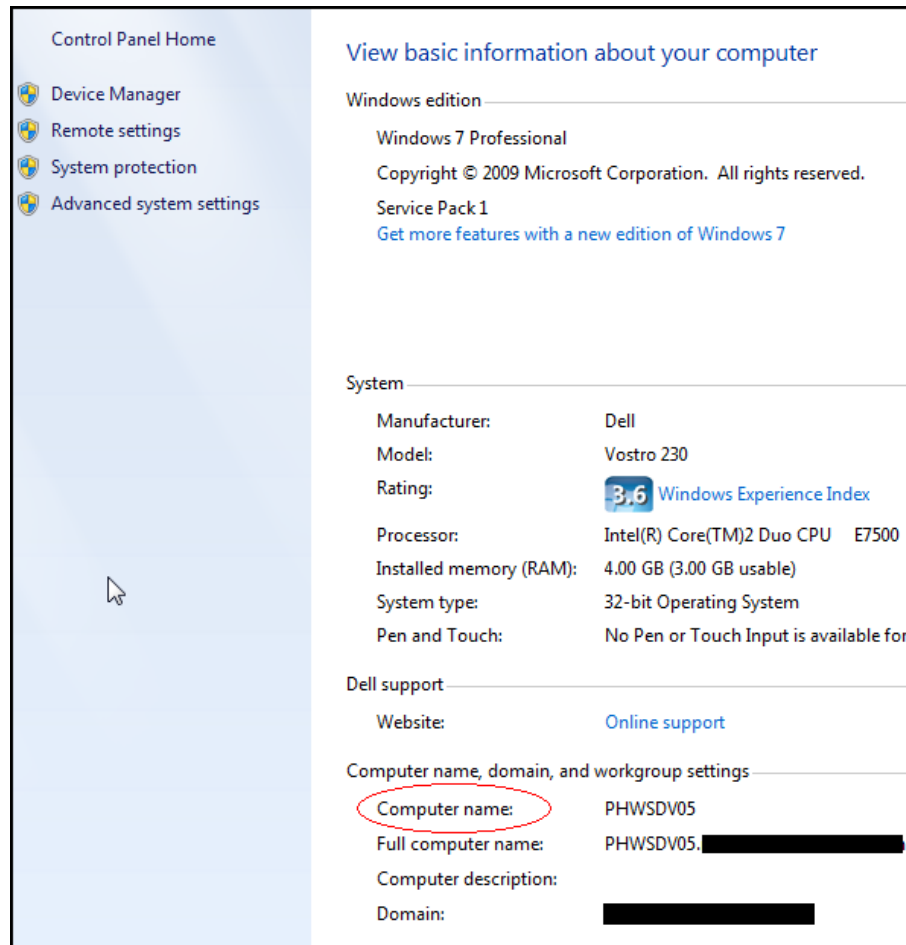 Control Panel Home
Device Manager
Remote settings
System protection
Advanced system settings
View basic information about your computer
Windows edition
Windows 7 Professional
Copyright © 2009 Microsoft Corporation. All rights reserved.
Service Pack 1
Get more features with a new edition of Windows 7
System
Manufacturer: Dell
Model: Vostro 230
Rating: 3.6 Windows Experience Index
Processor: Intel(R) Core(TM)2 Duo CPU E7500
Installed memory (RAM): 4.00 GB (3.00 GB usable)
System type: 32-bit Operating System
Pen and Touch: No Pen or Touch Input is available for
Dell support
Website: Online support
Computer name, domain, and workgroup settings
Computer name: PHWSDV05
Full computer name: PHWSDV05.
Computer description:
Domain: